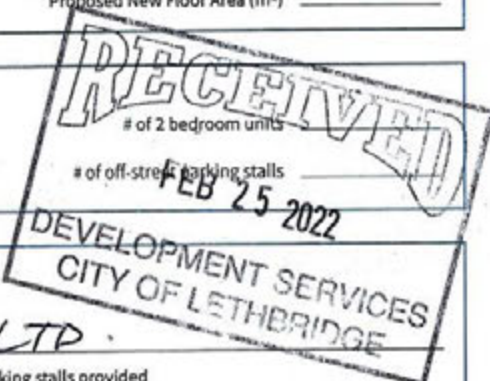 Proposed New Floor Area (m²)
RECEIVED
# of 2 bedroom units
# of off-street parking stalls
FEB 25 2022
DEVELOPMENT SERVICES
CITY OF LETHBRIDGE
LTD.
king stalls provided